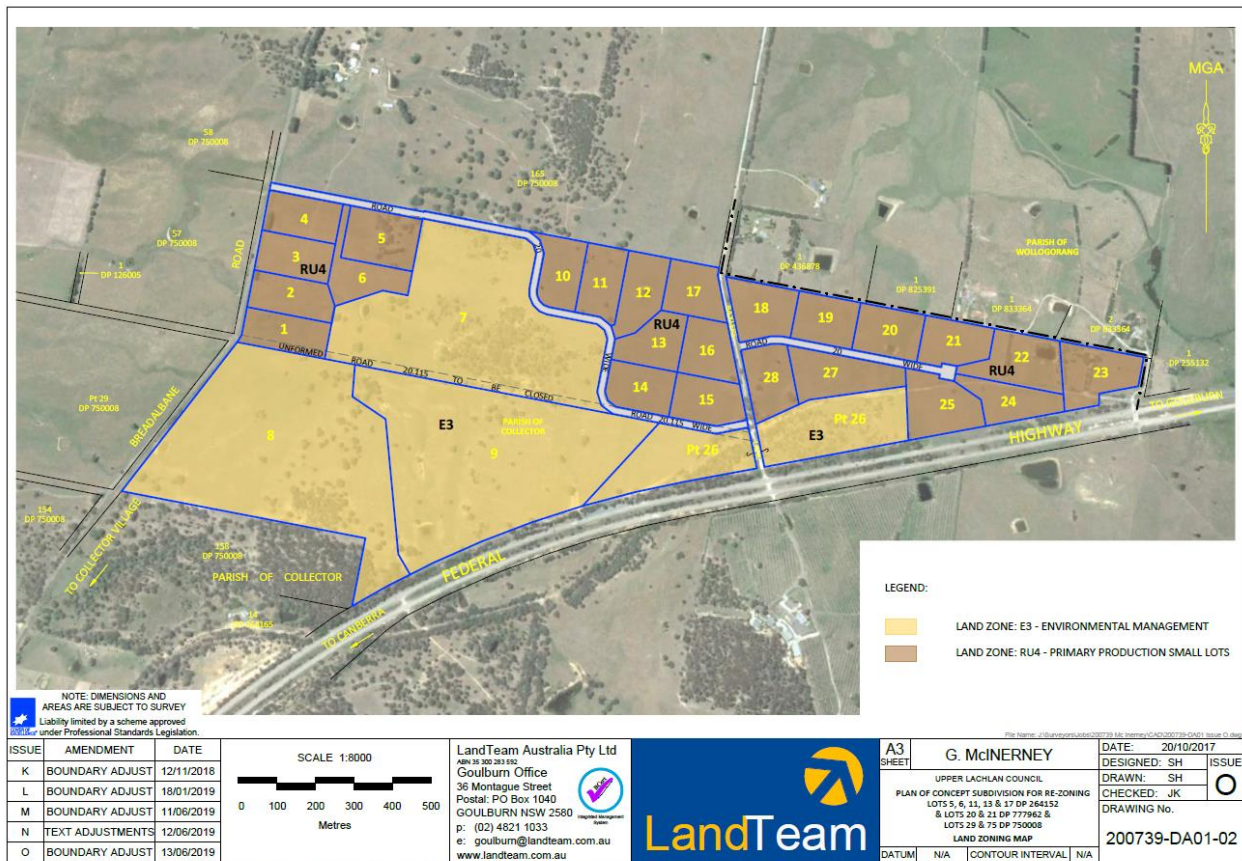 MGA
58
DP 750008
165
DP 750008
57
DP 750008
1
DP 126005
ROAD
ROAD
20
WIDE
4
5
3
RU4
6
2
1
7
10
11
12
17
RU4
13
16
14
15
1
DP 436878
PARISH OF
WOLLOGORANG
1
DP 825391
1
DP 833364
2
DP 833364
1
DP 255132
18
19
20
21
22
23
RU4
ROAD
20
WIDE
28
27
25
24
Pt 26
E3
UNFORMED ROAD 20.115 TO BE CLOSED
ROAD 20.115 WIDE
PARISH OF
COLLECTOR
8
E3
9
Pt 26
Pt 29
DP 750008
BREADALBANE
154
DP 750008
TO COLLECTOR VILLAGE
158
DP 750008
PARISH OF COLLECTOR
TO CANBERRA
FEDERAL
HIGHWAY
TO GOULBURN
LEGEND:
LAND ZONE: E3 - ENVIRONMENTAL MANAGEMENT
LAND ZONE: RU4 - PRIMARY PRODUCTION SMALL LOTS
NOTE: DIMENSIONS AND
AREAS ARE SUBJECT TO SURVEY
Liability limited by a scheme approved
under Professional Standards Legislation.
ISSUE AMENDMENT DATE
K BOUNDARY ADJUST 12/11/2018
L BOUNDARY ADJUST 18/01/2019
M BOUNDARY ADJUST 11/06/2019
N TEXT ADJUSTMENTS 12/06/2019
O BOUNDARY ADJUST 13/06/2019
SCALE 1:8000
0 100 200 300 400 500
Metres
LandTeam Australia Pty Ltd
ABN 35 300 283 592
Goulburn Office
36 Montague Street
Postal: PO Box 1040
GOULBURN NSW 2580
p: (02) 4821 1033
e: goulburn@landteam.com.au
www.landteam.com.au
Integrated Management
System
LandTeam
A3
SHEET
G. McINERNEY
UPPER LACHLAN COUNCIL
PLAN OF CONCEPT SUBDIVISION FOR RE-ZONING
LOTS 5, 6, 11, 13 & 17 DP 264152
& LOTS 20 & 21 DP 777962 &
LOTS 29 & 75 DP 750008
LAND ZONING MAP
DATUM N/A CONTOUR INTERVAL N/A
DATE: 20/10/2017
DESIGNED: SH
DRAWN: SH
CHECKED: JK
ISSUE
O
DRAWING No.
200739-DA01-02